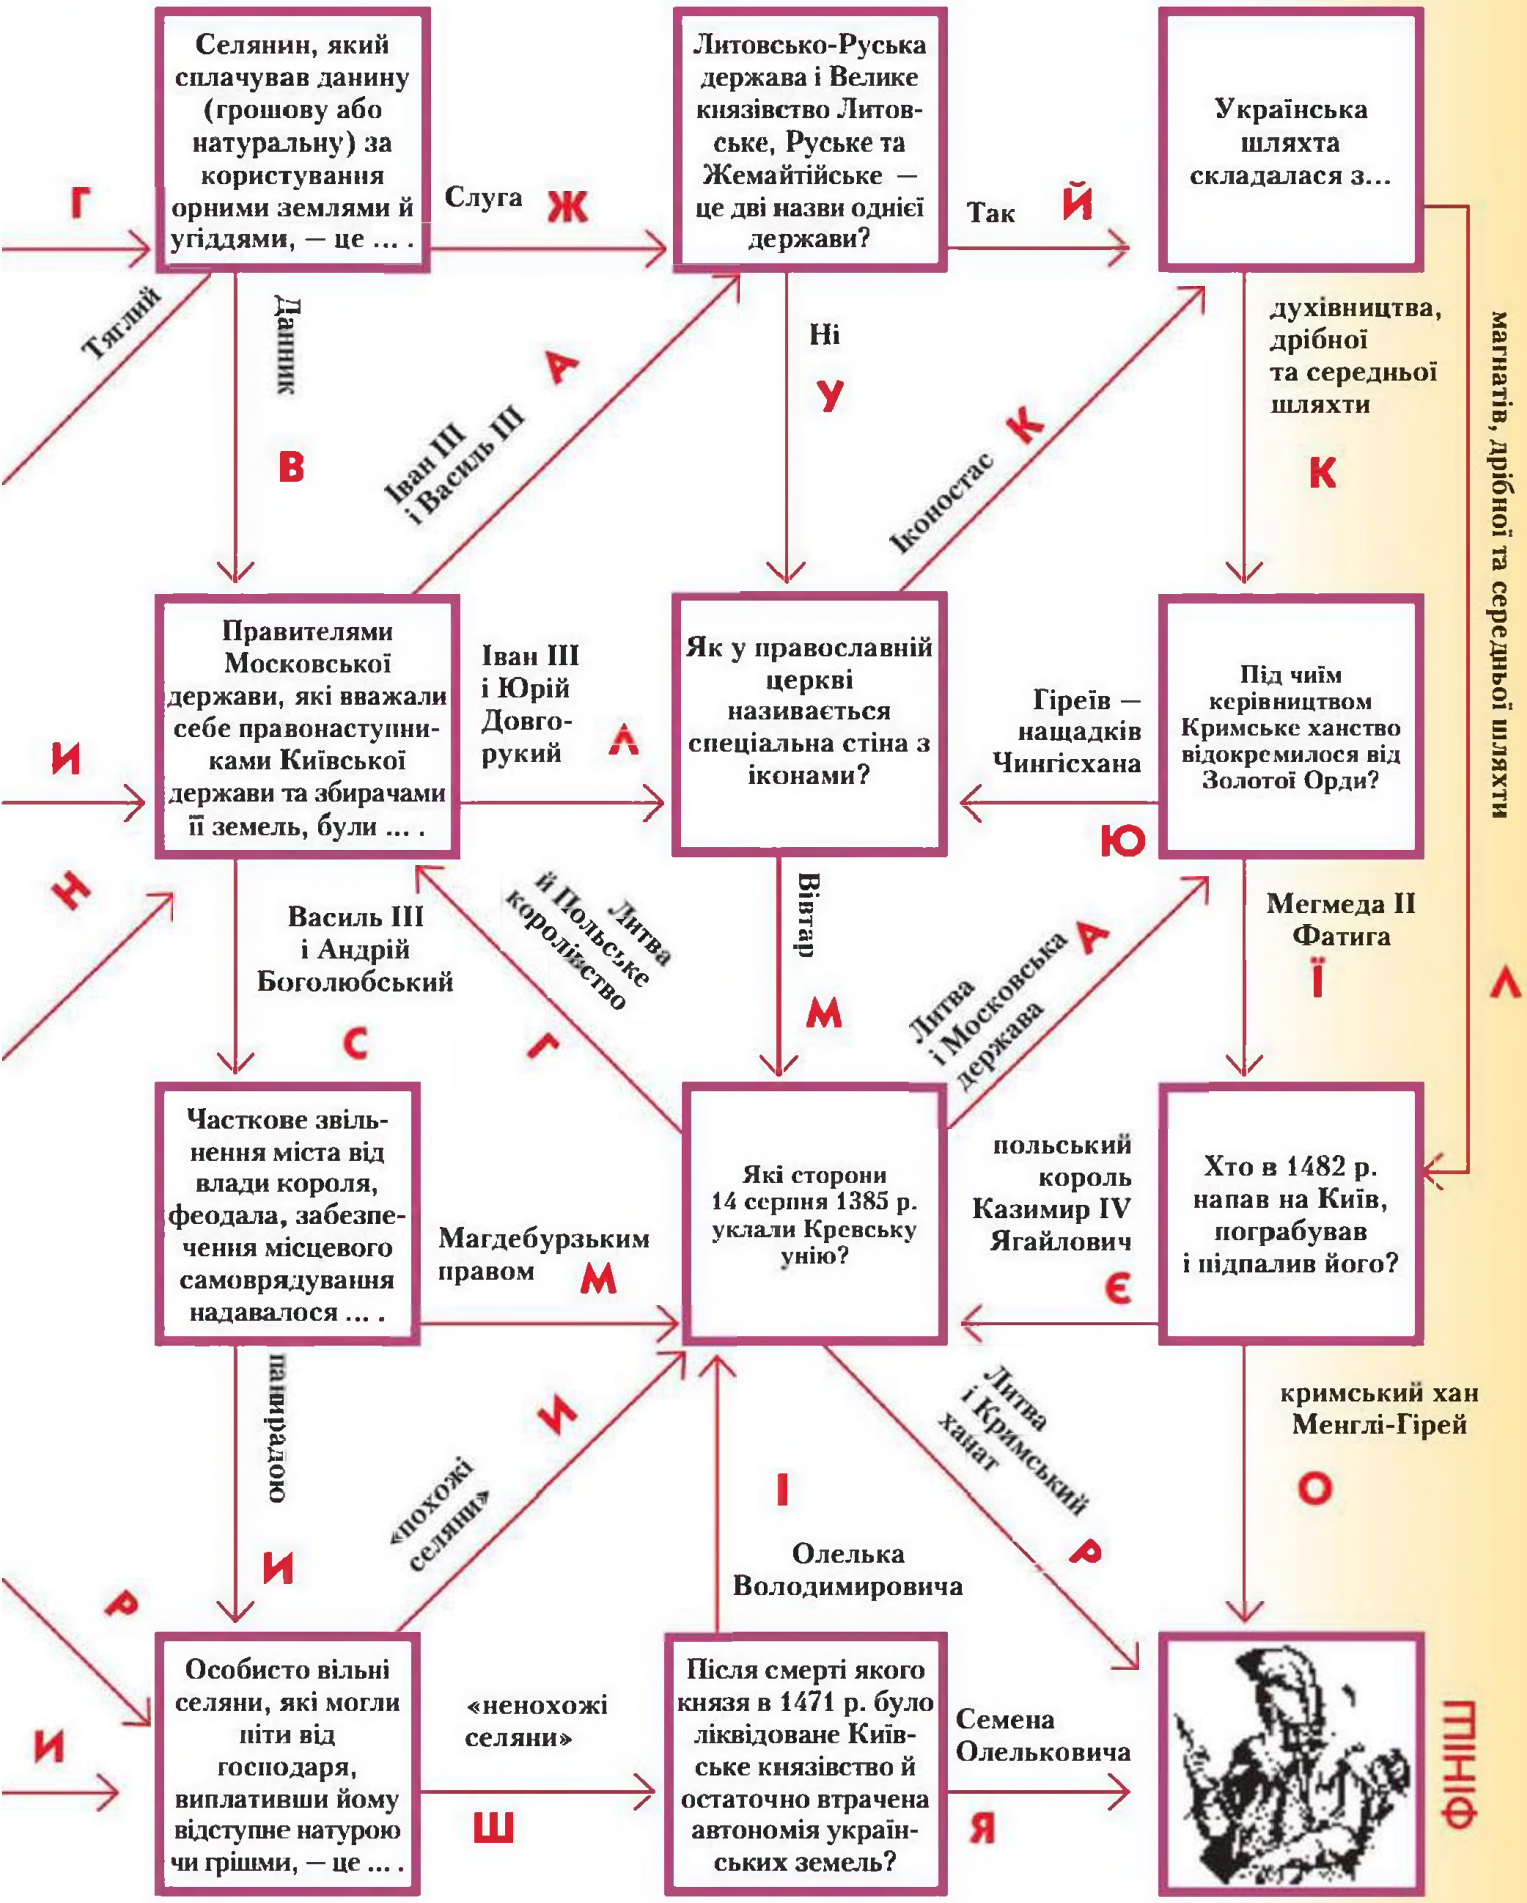 Селянин, який
сплачував данину
(грошову або
натуральну) за
користування
орними землями й
угіддями, — це ... .
Г
Слуга
Ж
Литовсько-Руська
держава і Велике
князівство Литов-
ське, Руське та
Жемайтійське —
це дві назви однієї
держави?
Так
Й
Українська
шляхта
складалася з...
Тяглий
Данник
В
Іван III
і Василь III
А
Ні
У
Іконостас
К
духівництва,
дрібної
та середньої
шляхти
К
магнатів, дрібної та середньої шляхти
Л
Правителями
Московської
держави, які вважали
себе правонаступни-
ками Київської
держави та збирачами
її земель, були ... .
И
Іван III
і Юрій
Довго-
рукий
Л
Як у православній
церкві
називається
спеціальна стіна з
іконами?
Гіреїв —
нащадків
Чингісхана
Ю
Під чиїм
керівництвом
Кримське ханство
відокремилося від
Золотої Орди?
Н
Василь III
і Андрій
Боголюбський
С
Литва
й Польське
королівство
Г
Вівтар
М
Литва
і Московська
держава
А
Мегмеда II
Фатига
Ї
Часткове звіль-
нення міста від
влади короля,
феодала, забезпе-
чення місцевого
самоврядування
надавалося ... .
Магдебурзьким
правом
М
Які сторони
14 серпня 1385 р.
уклали Кревську
унію?
польський
король
Казимир IV
Ягайлович
Є
Хто в 1482 р.
напав на Київ,
пограбував
і підпалив його?
панирадою
И
«похожі
селяни»
И
І
Олелька
Володимировича
Литва
і Кримський
ханат
Р
кримський хан
Менглі-Гірей
О
Р
И
Особисто вільні
селяни, які могли
піти від
господаря,
виплативши йому
відступне натурою
чи грішми, — це ... .
«непохожі
селяни»
Ш
Після смерті якого
князя в 1471 р. було
ліквідоване Київ-
ське князівство й
остаточно втрачена
автономія україн-
ських земель?
Семена
Олельковича
Я
ФІНІШ